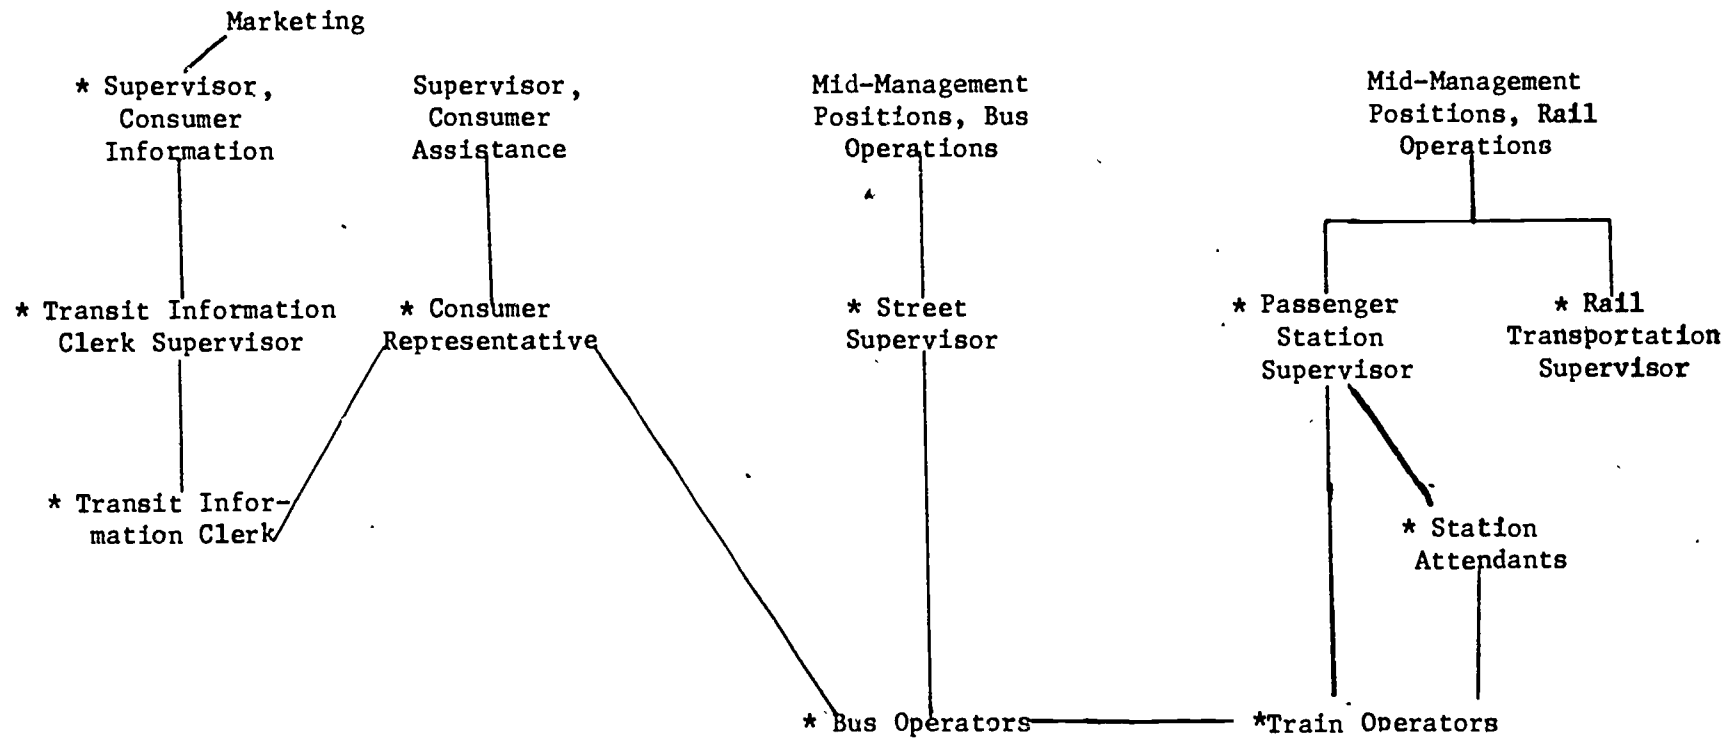 Marketing
* Supervisor,
Consumer
Information
Supervisor,
Consumer
Assistance
Mid-Management
Positions, Bus
Operations
Mid-Management
Positions, Rail
Operations
* Transit Information
Clerk Supervisor
* Consumer
Representative
* Street
Supervisor
* Passenger
Station
Supervisor
* Rail
Transportation
Supervisor
* Transit Infor-
mation Clerk
* Station
Attendants
* Bus Operators
*Train Operators